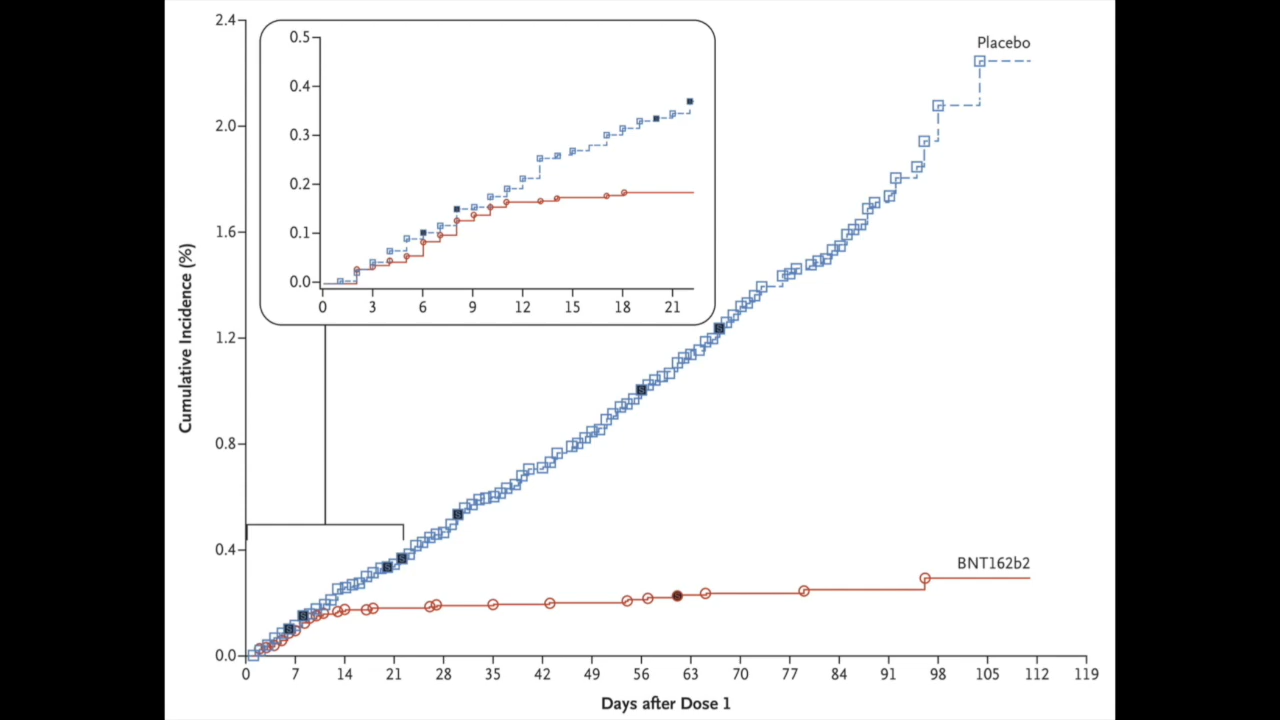 2.4
2.0
1.6
1.2
0.8
0.4
0.0
Cumulative Incidence (%)
0.5
0.4
0.3
0.2
0.1
0.0
0 3 6 9 12 15 18 21
Placebo
BNT162b2
0 7 14 21 28 35 42 49 56 63 70 77 84 91 98 105 112 119
Days after Dose 1